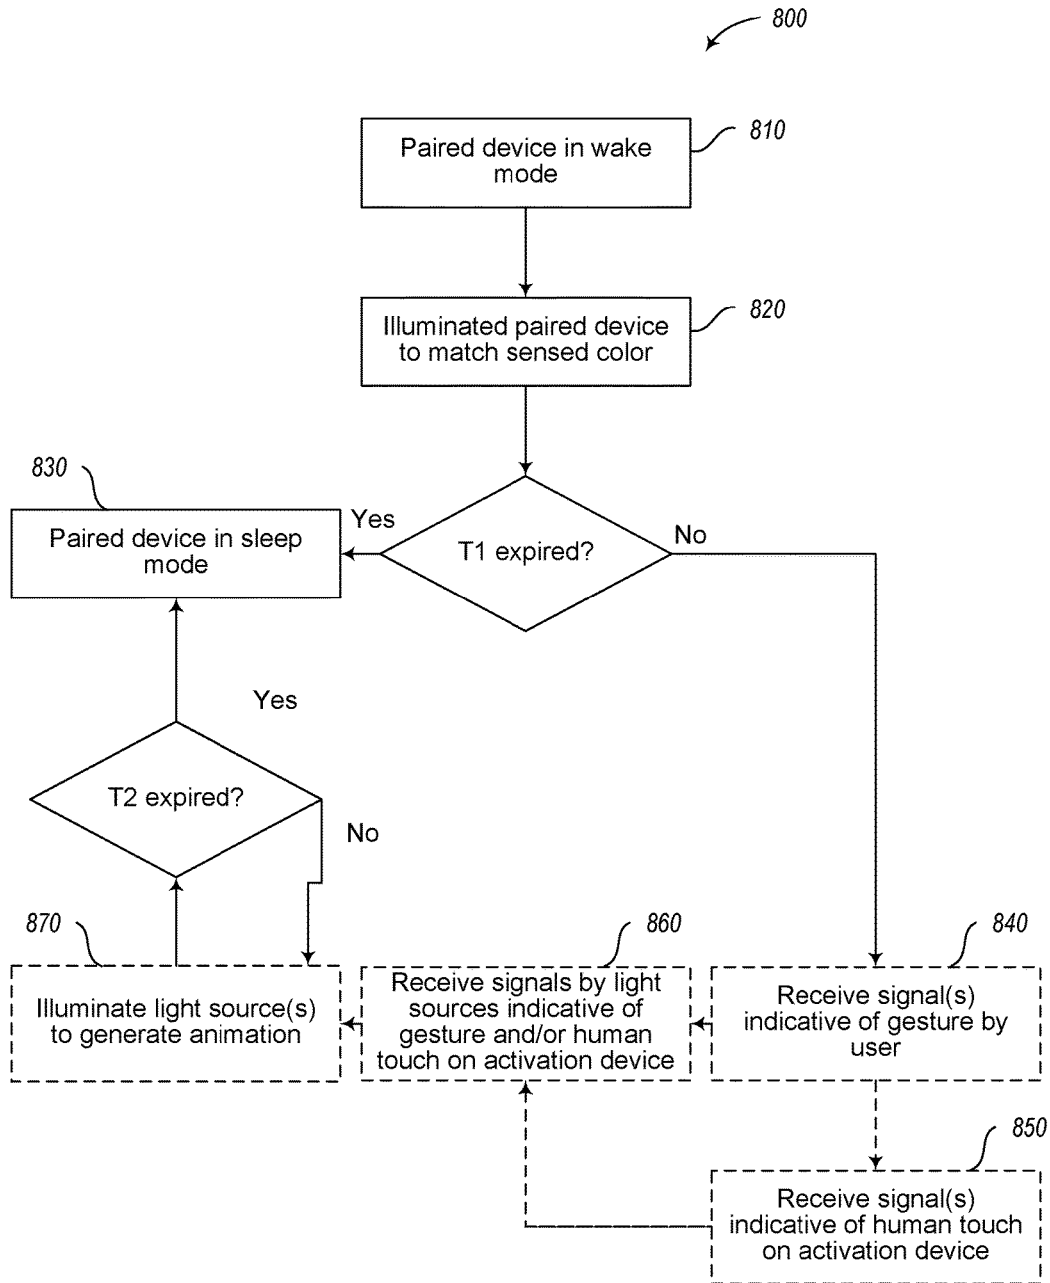 800
810
Paired device in wake
mode
820
Illuminated paired device
to match sensed color
830
Paired device in sleep
mode
Yes
T1 expired?
No
Yes
T2 expired?
No
870
Illuminate light source(s)
to generate animation
860
Receive signals by light
sources indicative of
gesture and/or human
touch on activation device
840
Receive signal(s)
indicative of gesture by
user
850
Receive signal(s)
indicative of human touch
on activation device